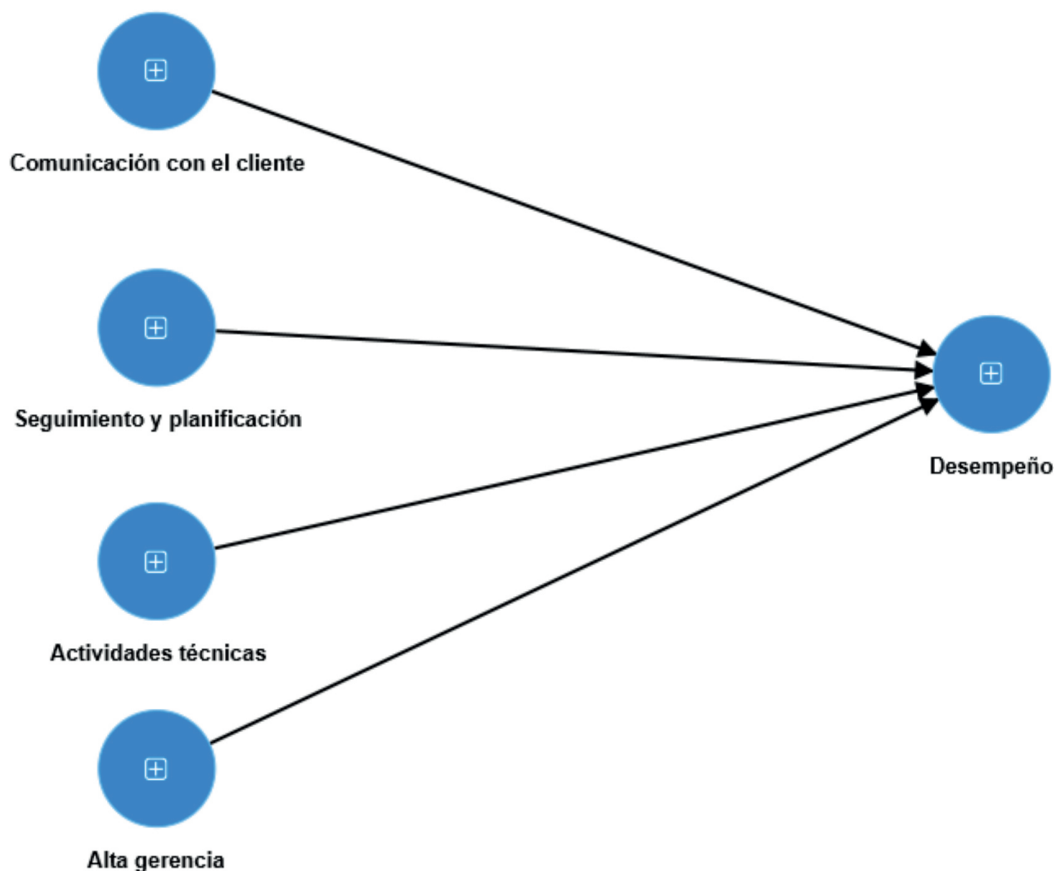 Comunicación con el cliente
Seguimiento y planificación
Desempeño
Actividades técnicas
Alta gerencia